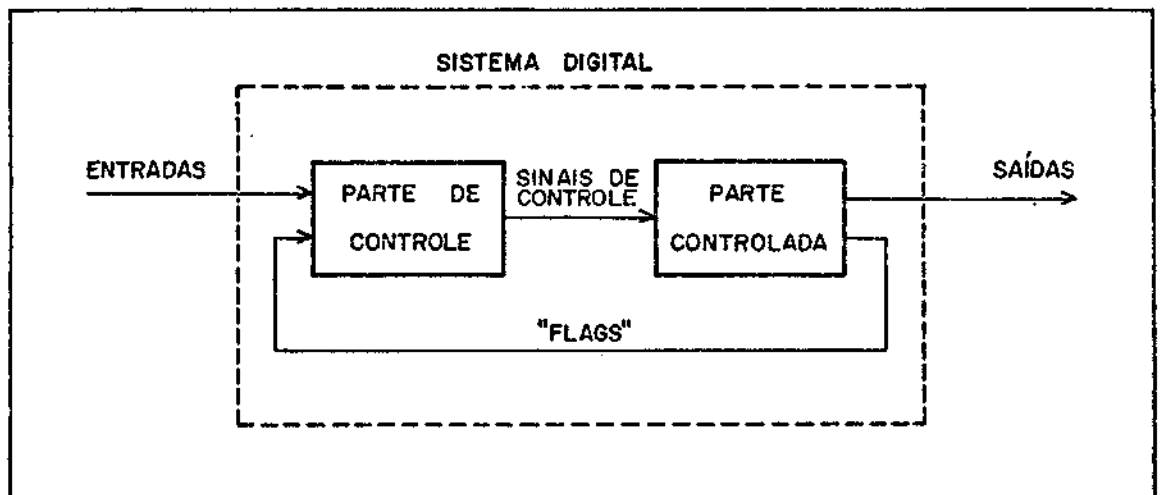 SISTEMA DIGITAL
ENTRADAS
PARTE DE
CONTROLE
SINAIS DE
CONTROLE
PARTE
CONTROLADA
SAÍDAS
"FLAGS"